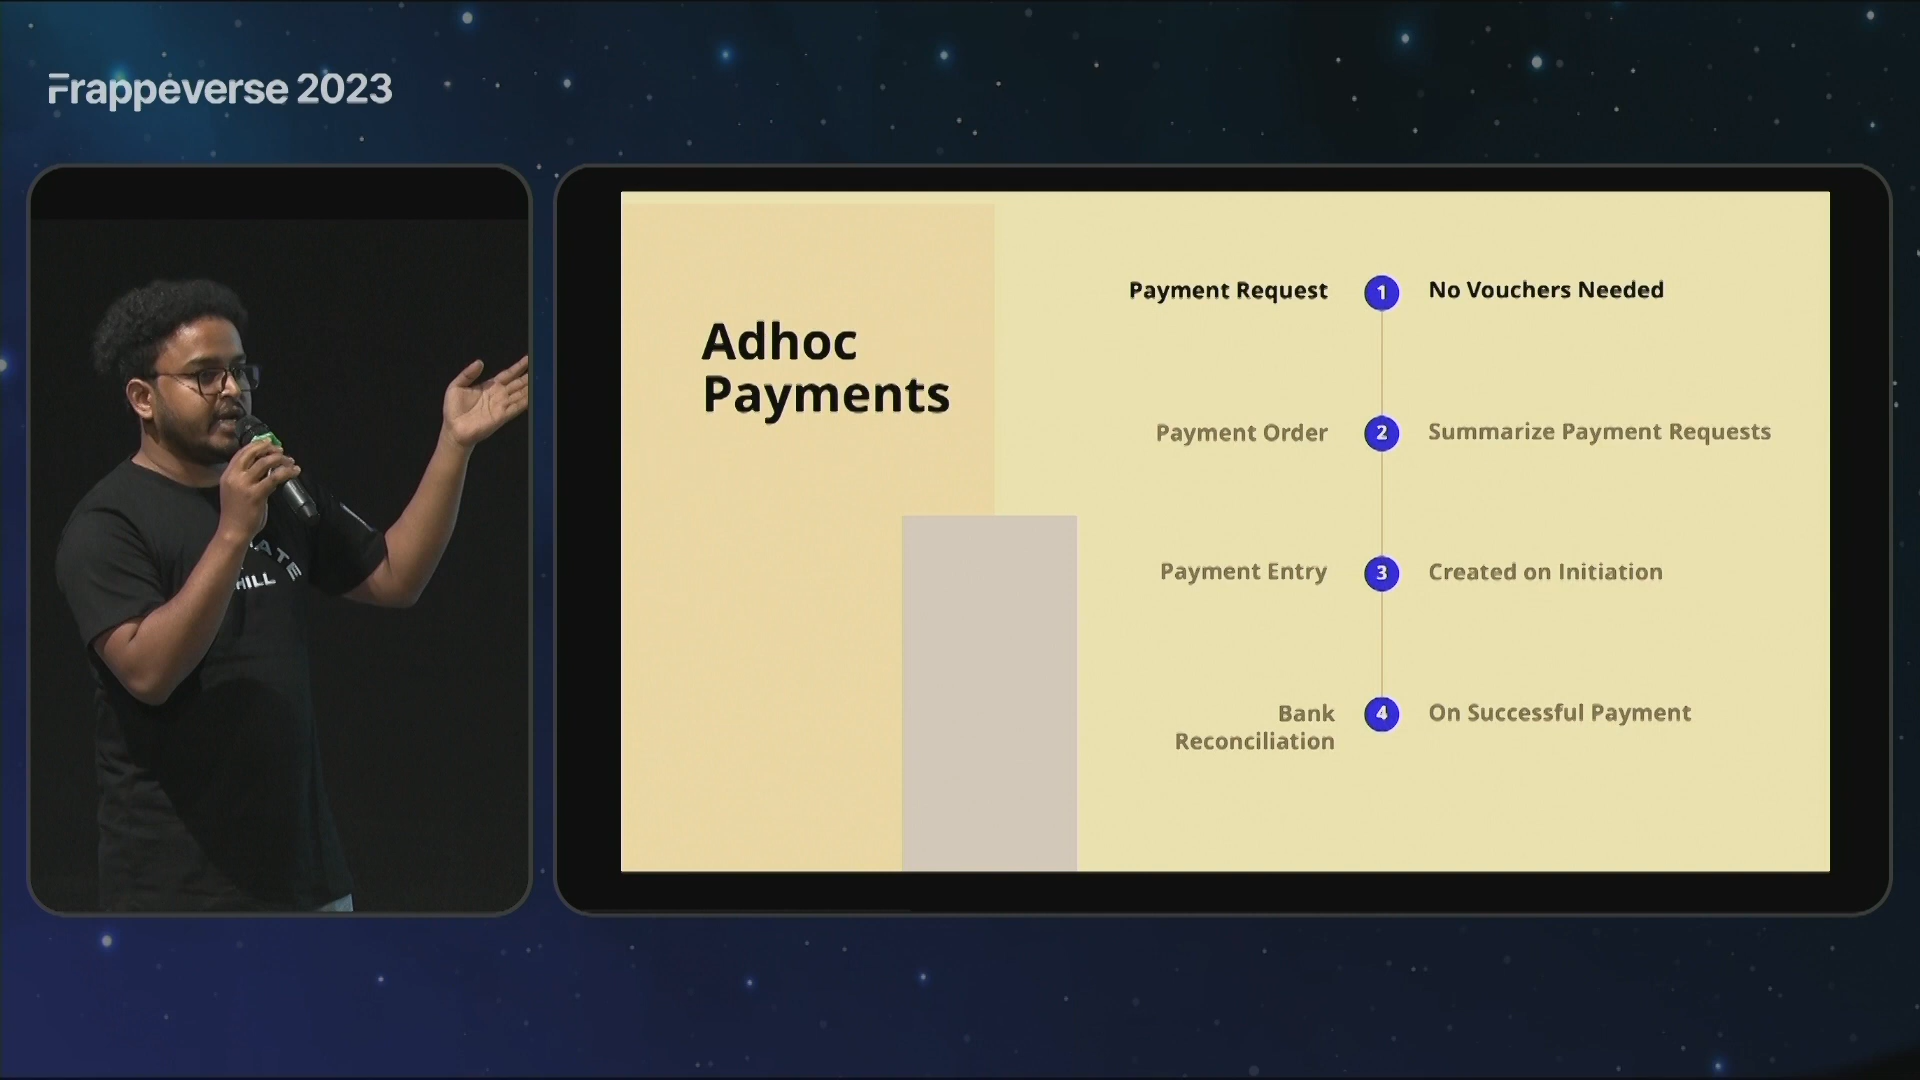 Frappeverse 2023
Adhoc
Payments
Payment Request 1 No Vouchers Needed
Payment Order 2 Summarize Payment Requests
Payment Entry 3 Created on Initiation
Bank
Reconciliation 4 On Successful Payment